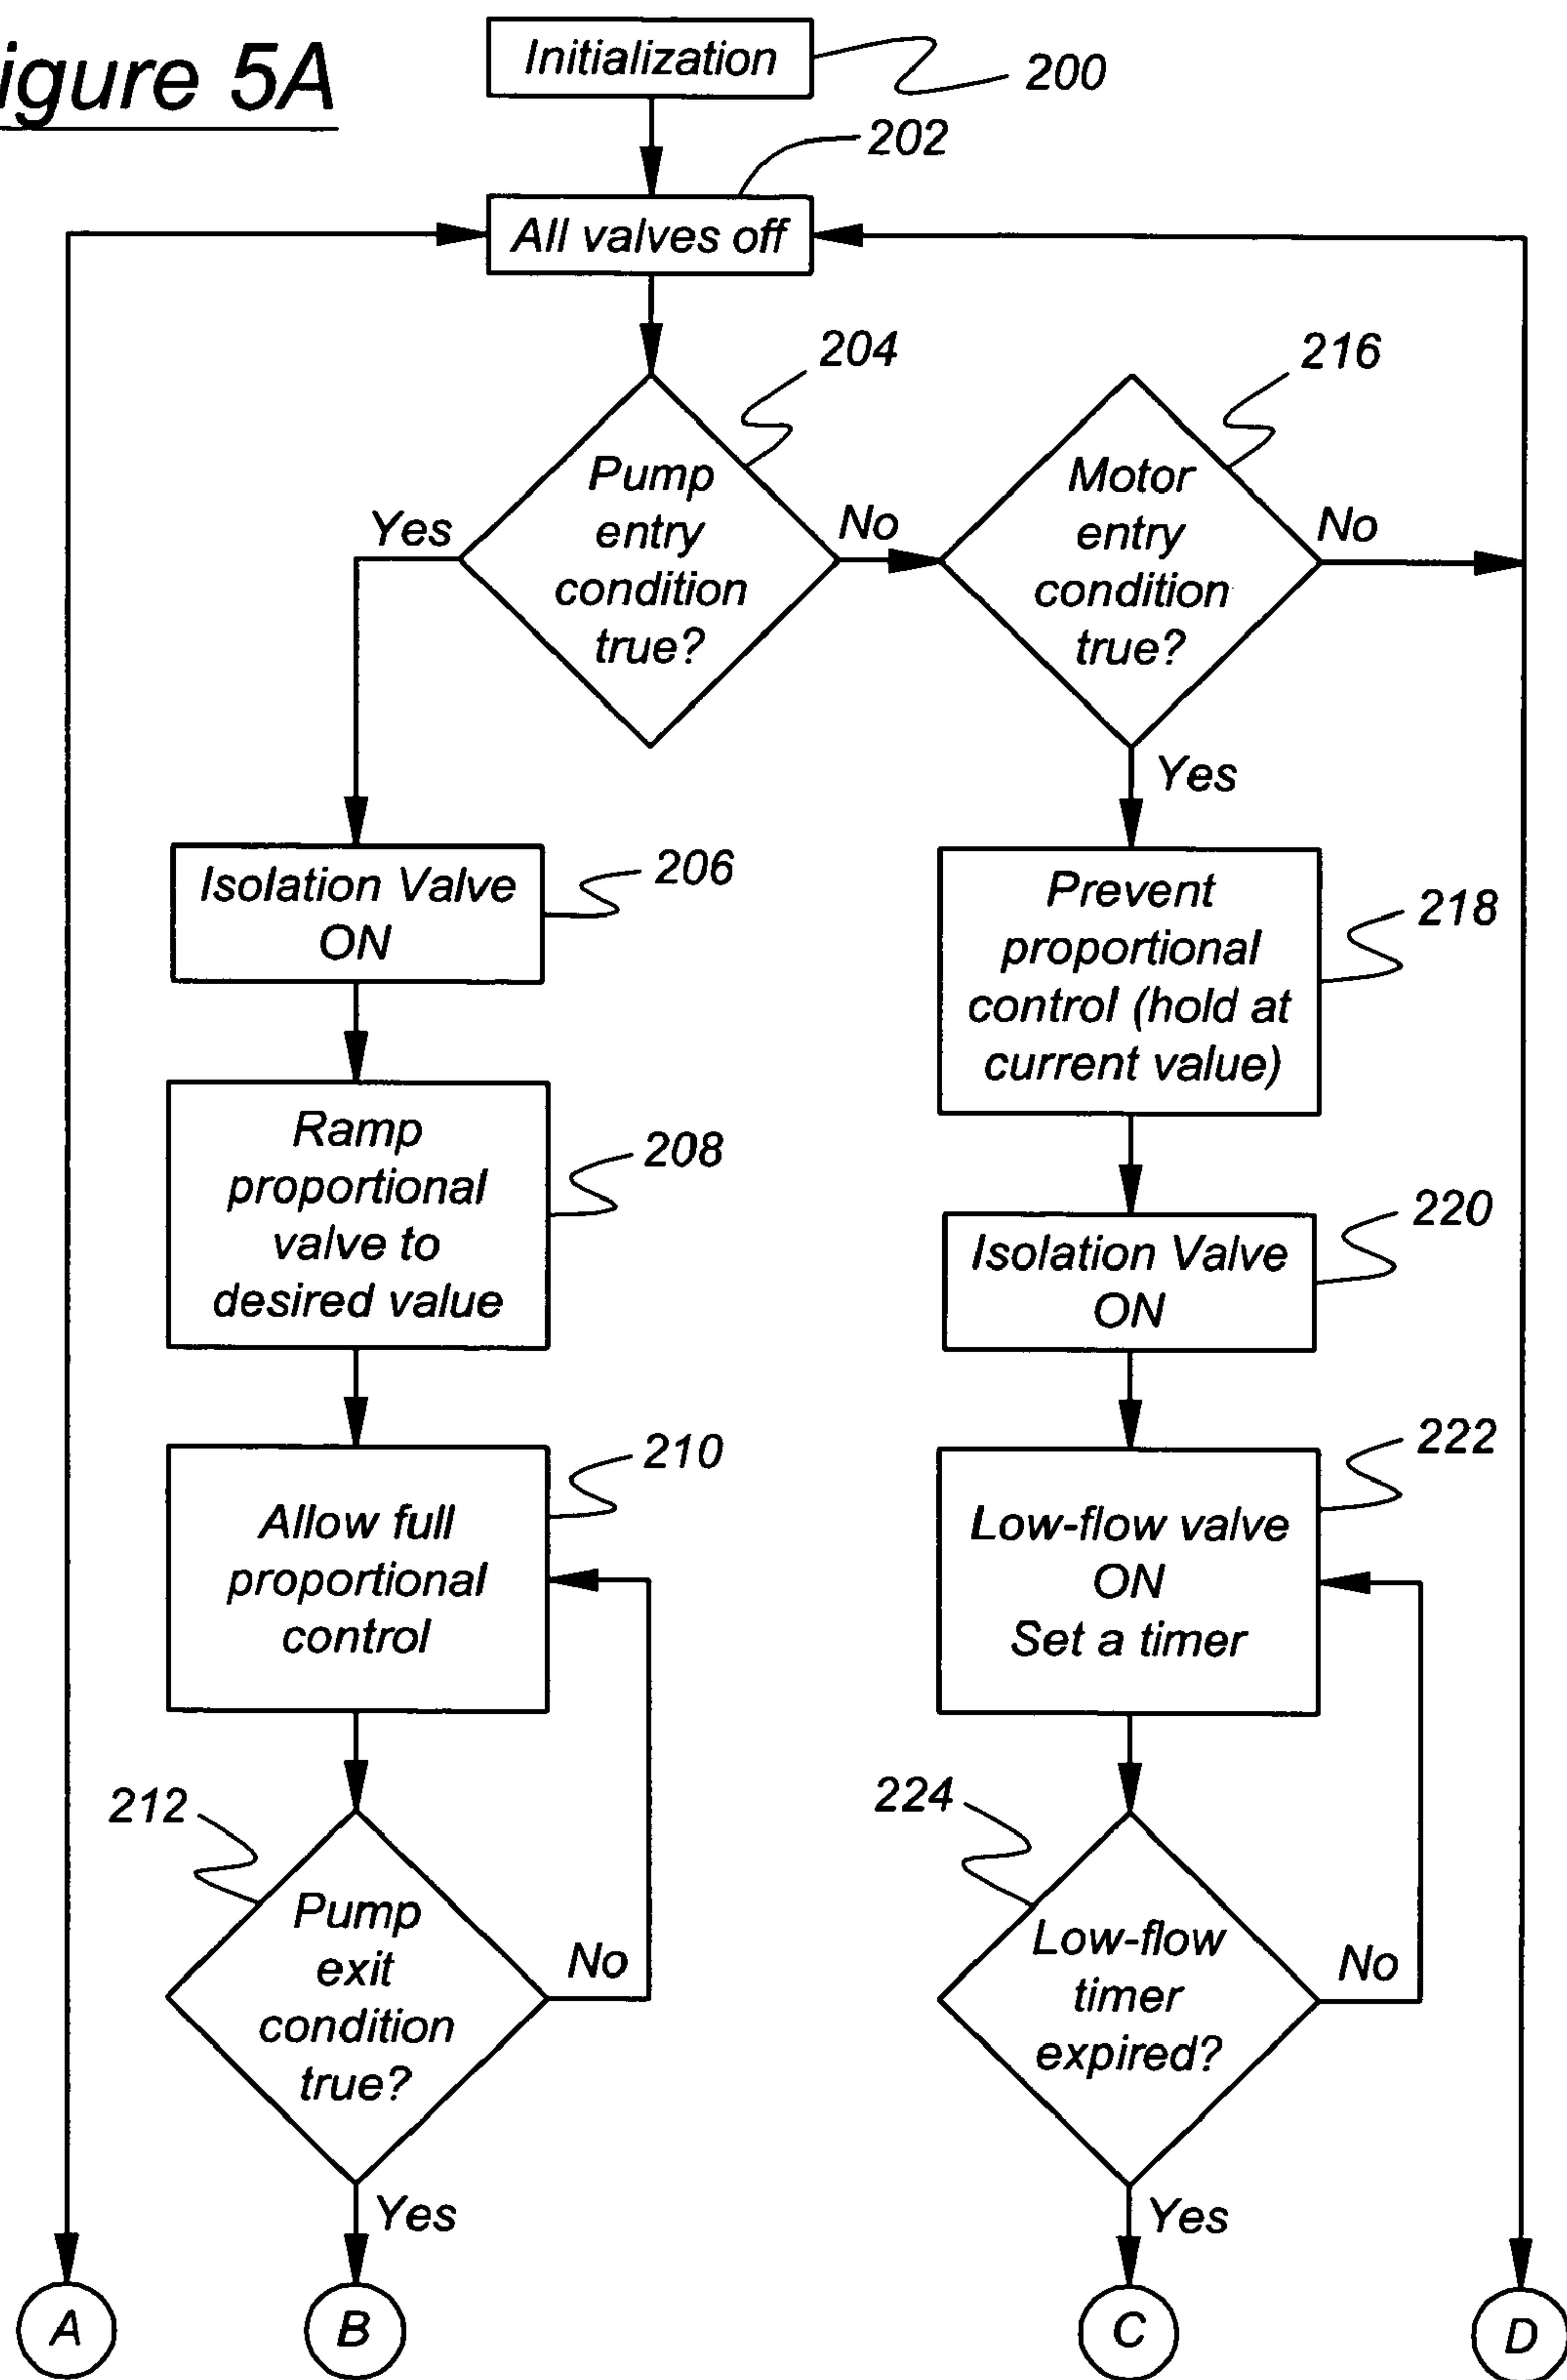 igure 5A
Initialization
200
202
All valves off
204
216
Pump
entry
condition
true?
Motor
entry
condition
true?
Yes
No
No
Yes
Isolation Valve
ON
206
Prevent
proportional
control (hold at
current value)
218
Ramp
proportional
valve to
desired value
208
Isolation Valve
ON
220
Allow full
proportional
control
210
Low-flow valve
ON
Set a timer
222
212
Pump
exit
condition
true?
No
224
Low-flow
timer
expired?
No
Yes
Yes
A
B
C
D